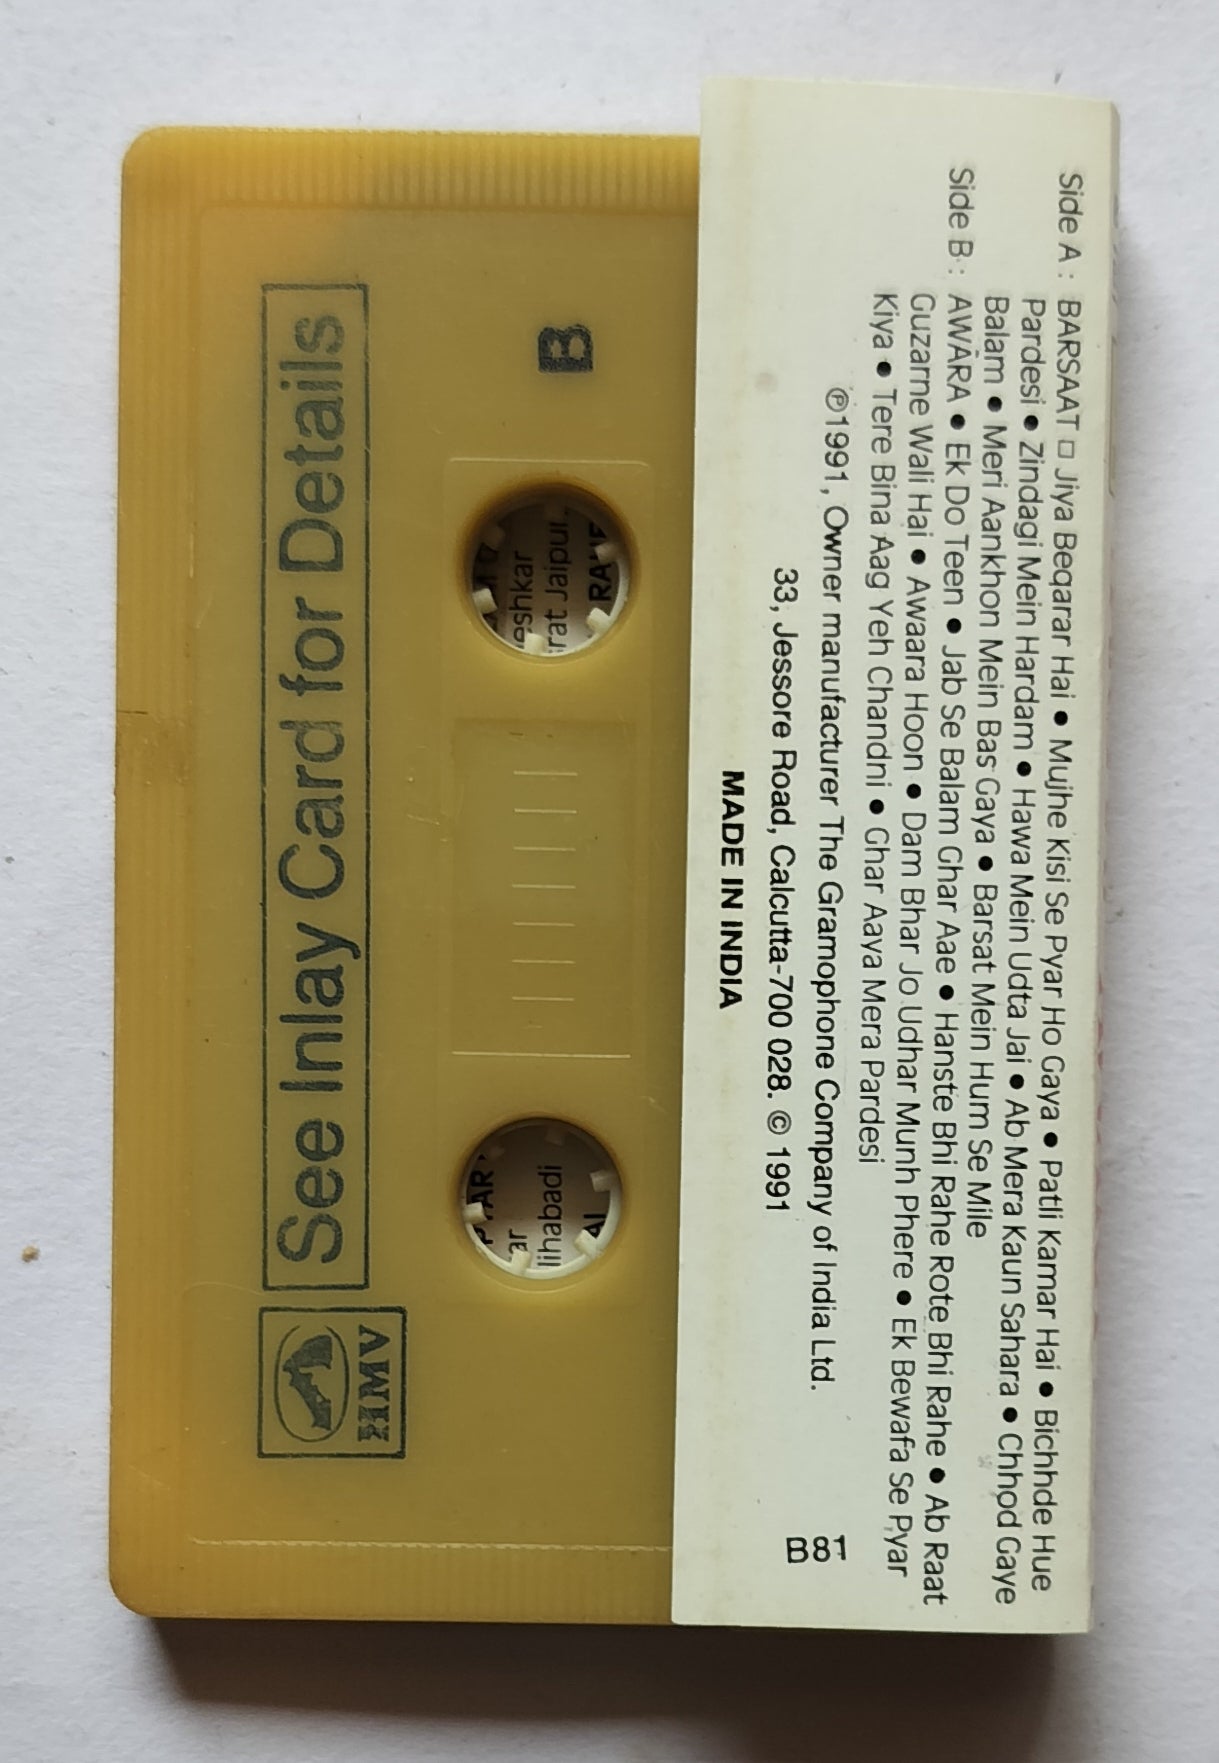 Side A : BARSAAT □ Jiya Beqarar Hai • Mujhe Kisi Se Pyar Ho Gaya • Patli Kamar Hai • Bichhde Hue
Pardesi • Zindagi Mein Hardam • Hawa Mein Udta Jai • Ab Mera Kaun Sahara • Chhod Gaye
Balam • Meri Aankhon Mein Bas Gaya • Barsat Mein Hum Se Mile
Side B : AWARA • Ek Do Teen • Jab Se Balam Ghar Aae • Hanste Bhi Rahe Rote Bhi Rahe • Ab Raat
Guzarne Wali Hai • Awaara Hoon • Dam Bhar Jo Udhar Munh Phere • Ek Bewafa Se Pyar
Kiya • Tere Bina Aag Yeh Chandni • Ghar Aaya Mera Pardesi
℗1991, Owner manufacturer The Gramophone Company of India Ltd.
33, Jessore Road, Calcutta-700 028. © 1991
MADE IN INDIA
T
8
B
B
See Inlay Card for Details
HMV